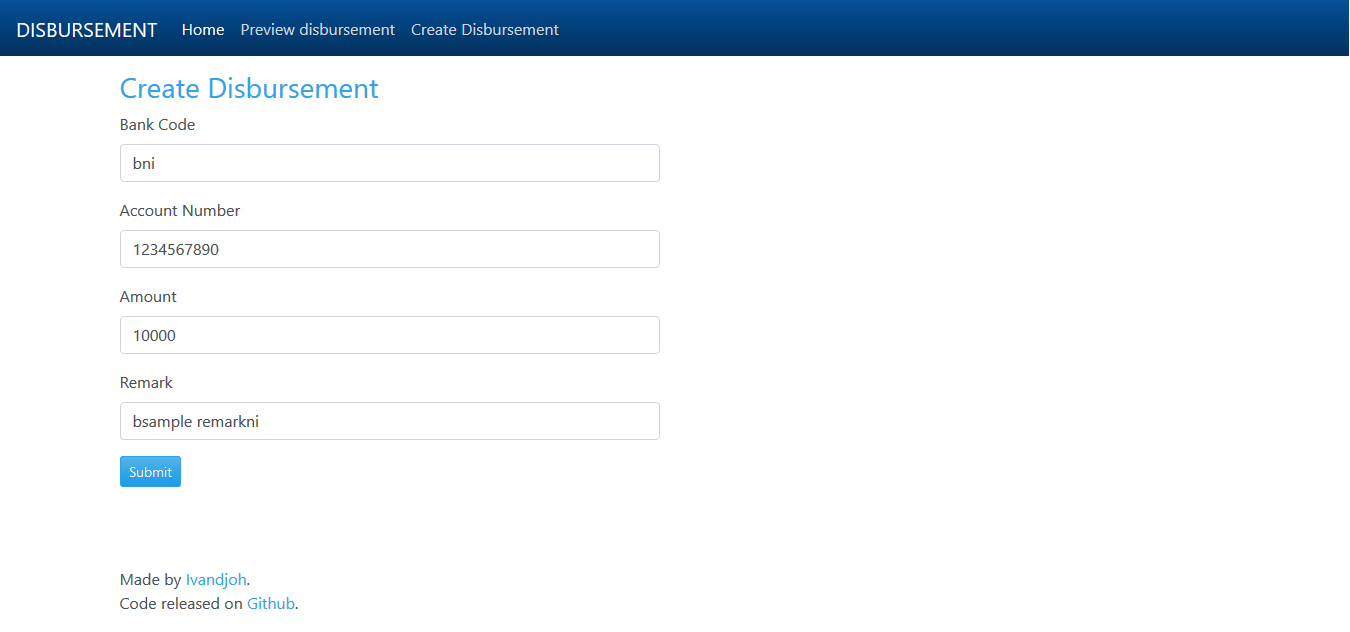 DISBURSEMENT Home Preview disbursement Create Disbursement
Create Disbursement
Bank Code
bni
Account Number
1234567890
Amount
10000
Remark
bsample remarkni
Submit
Made by Ivandjoh.
Code released on Github.